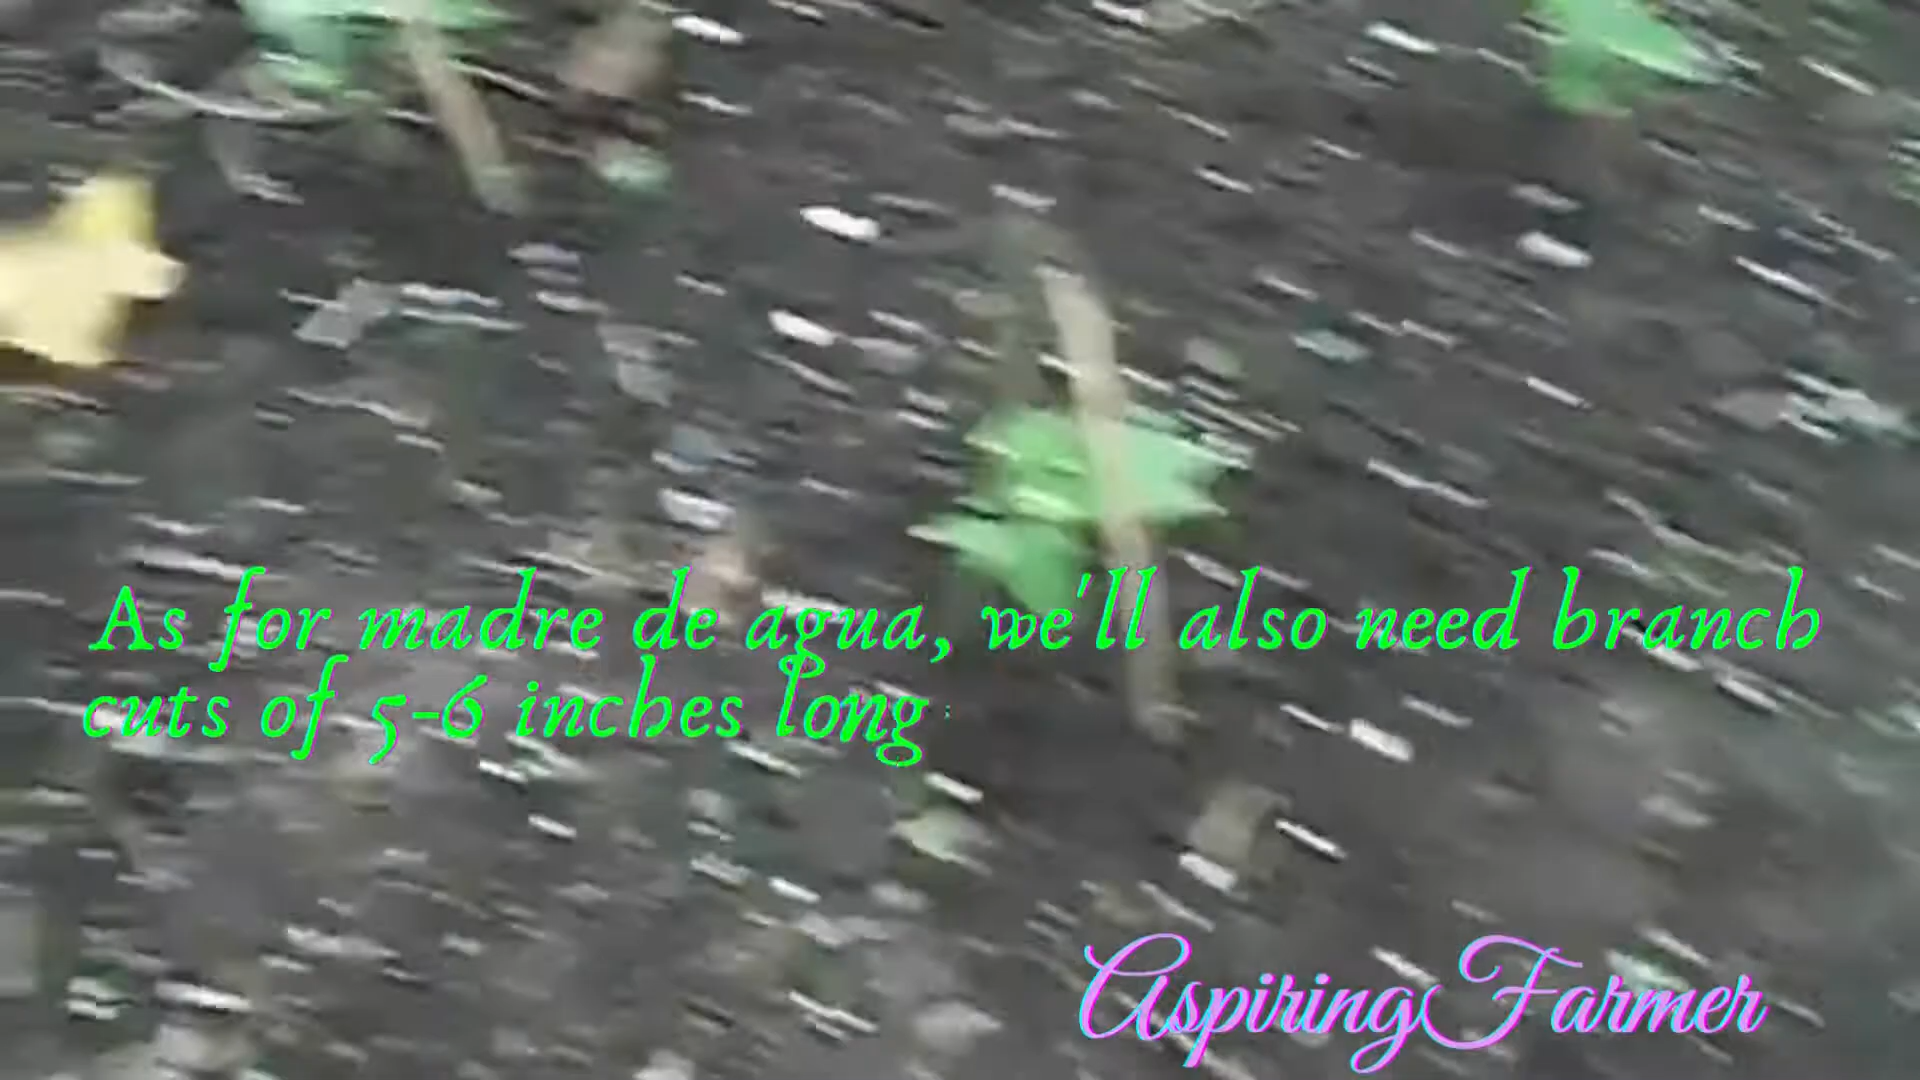 As for madre de agua, we'll also need branch
cuts of 5-6 inches long
AspiringFarmer